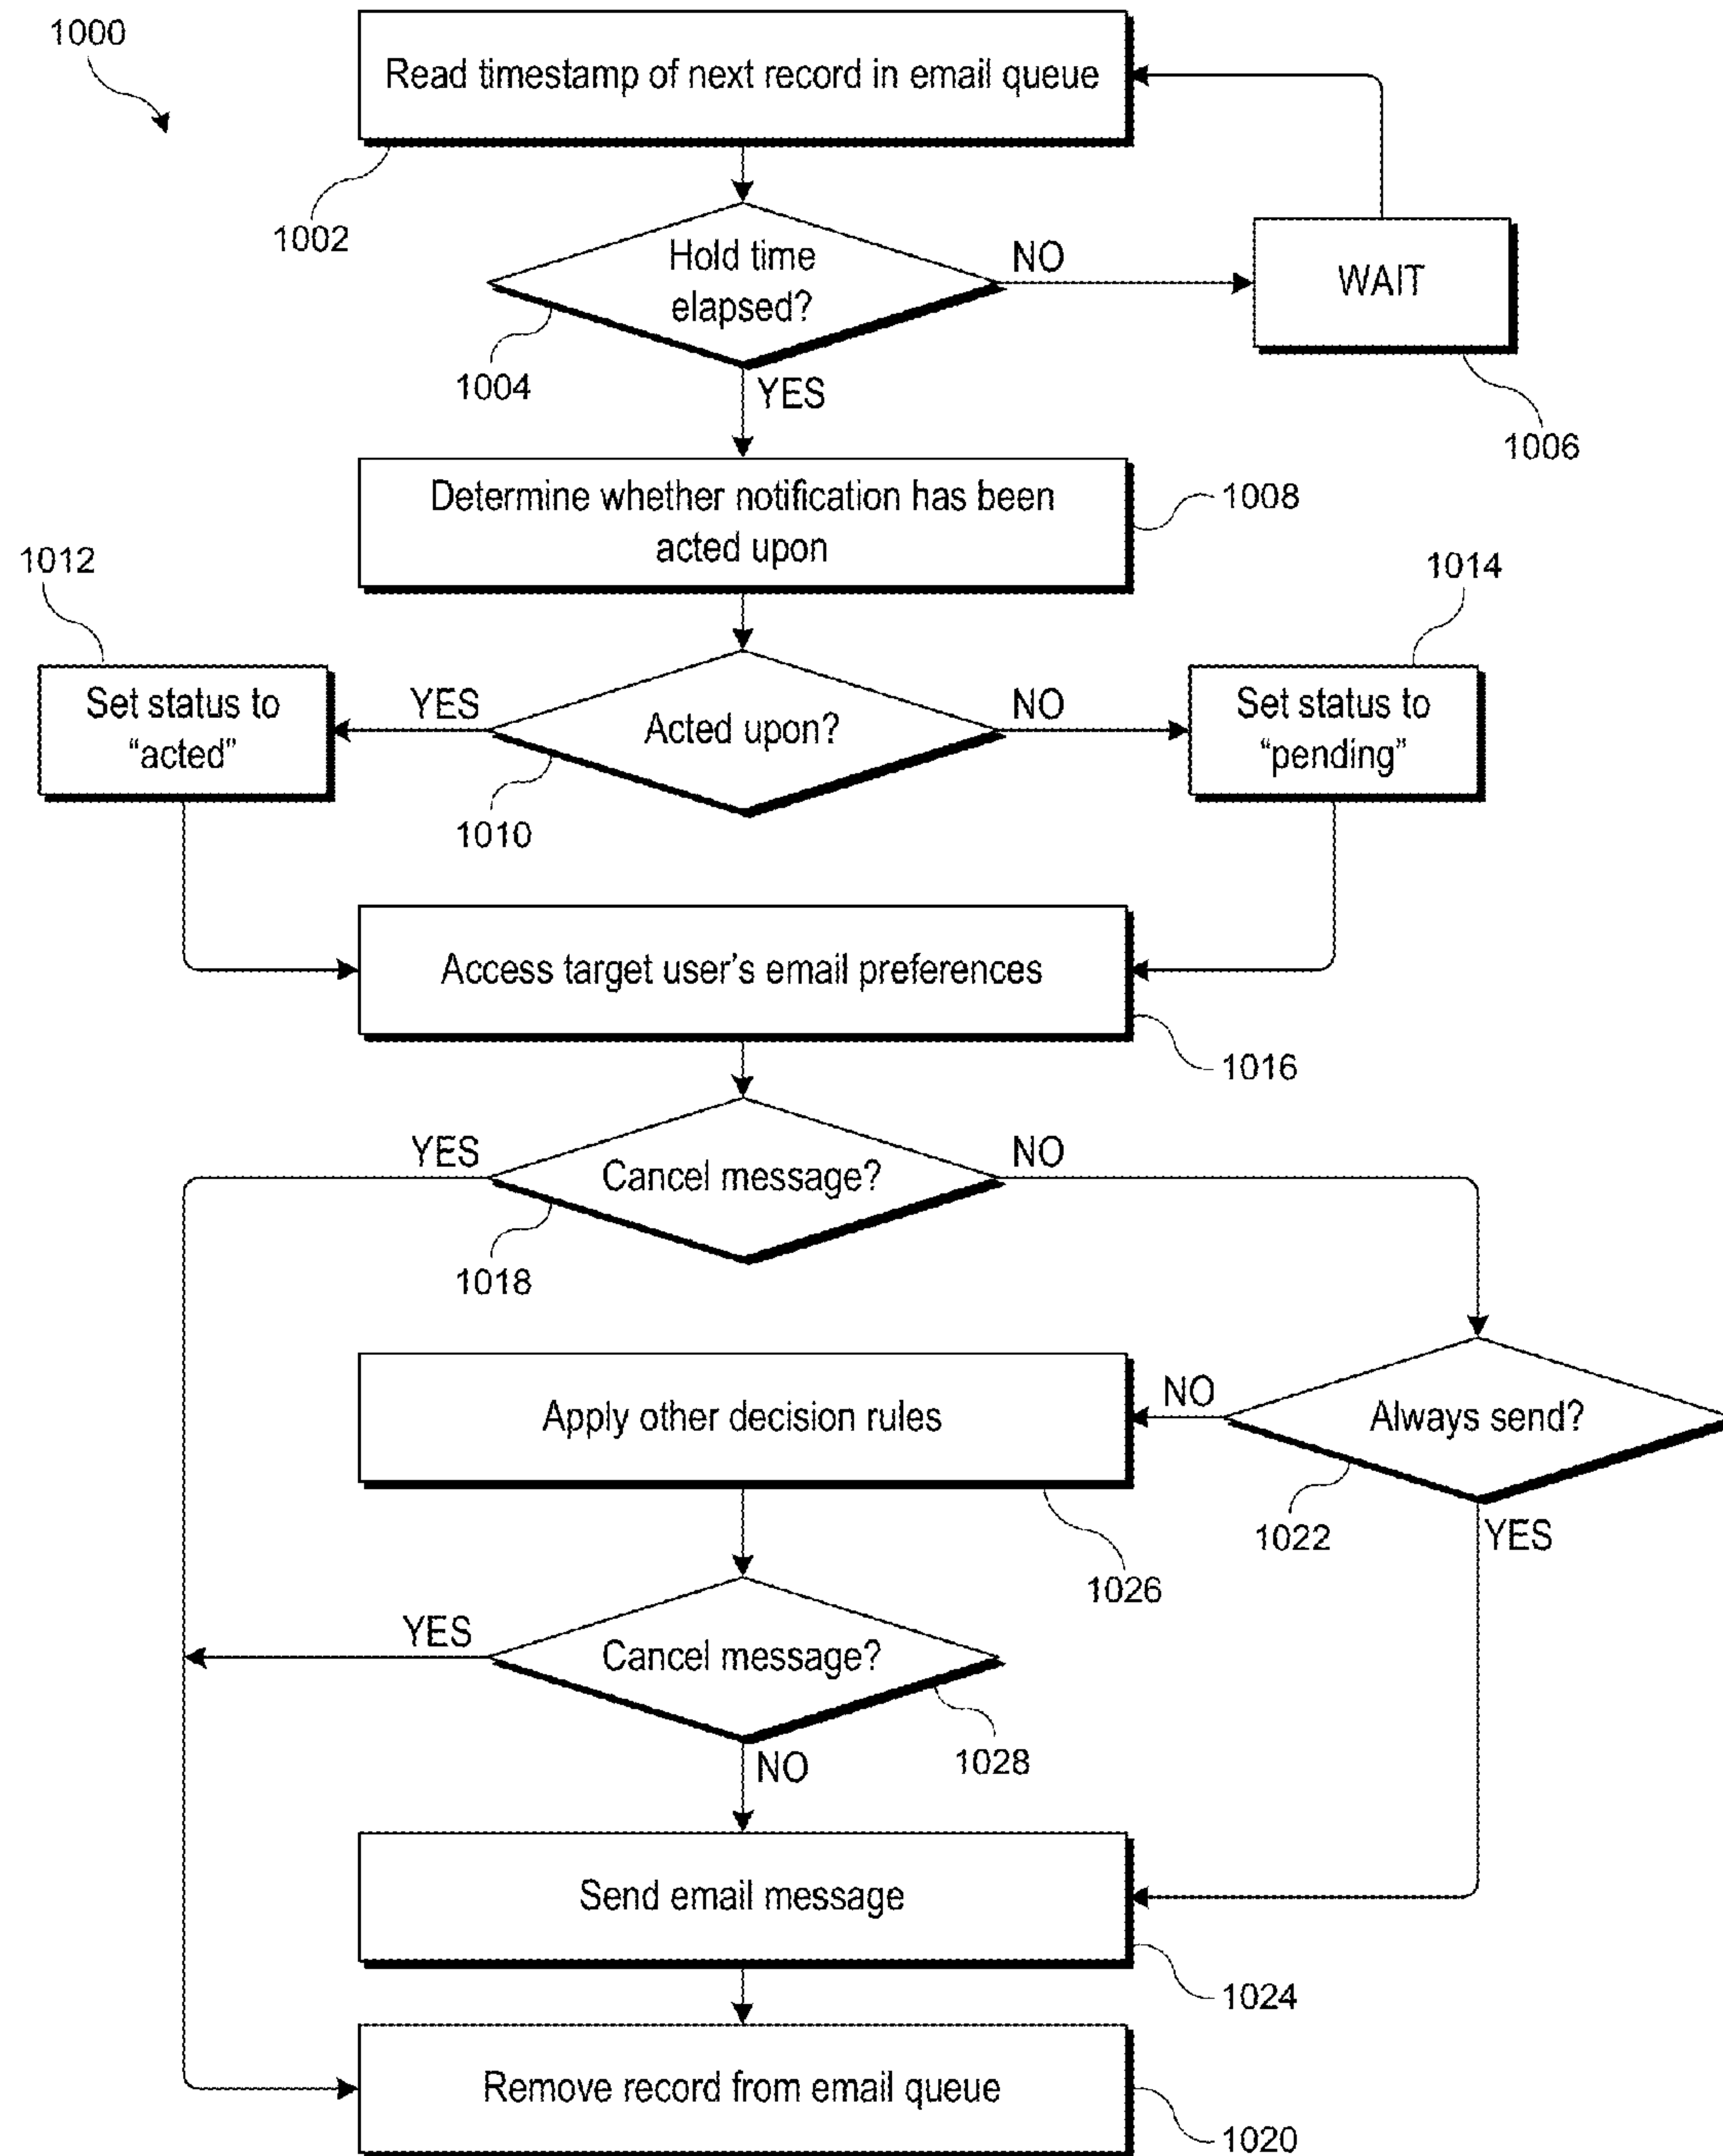 1000
Read timestamp of next record in email queue
1002
Hold time
elapsed?
NO
WAIT
1004
YES
1006
Determine whether notification has been
acted upon
1008
1012
1014
Set status to
“acted”
YES
Acted upon?
NO
Set status to
“pending”
1010
Access target user’s email preferences
1016
YES
Cancel message?
NO
1018
Apply other decision rules
NO
Always send?
1022
YES
1026
YES
Cancel message?
NO
1028
Send email message
1024
Remove record from email queue
1020